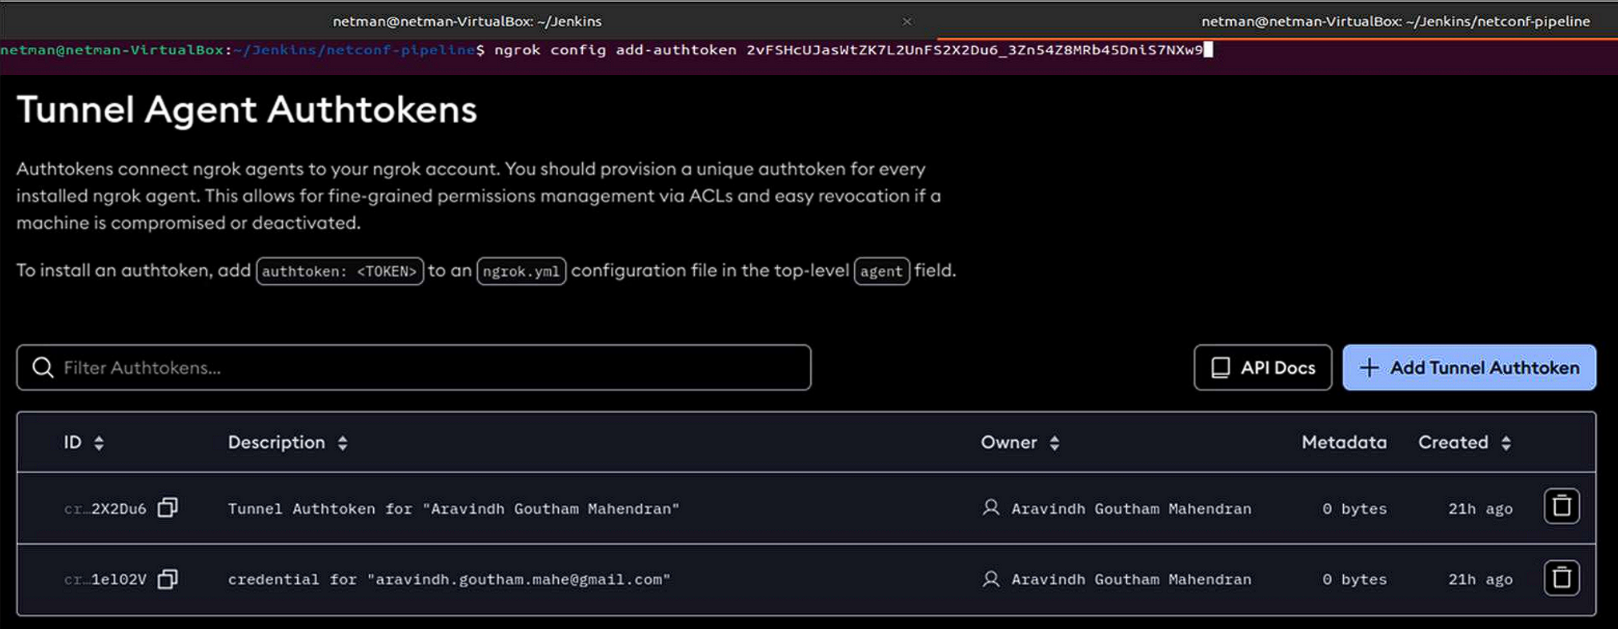 netman@netman-VirtualBox: ~/Jenkins
netman@netman-VirtualBox: ~/Jenkins/netconf-pipeline
netman@netman-VirtualBox:~/Jenkins/netconf-pipeline$ ngrok config add-authtoken 2vFSHcUJasWtZK7L2UnFS2X2Du6_3Zn54Z8MRb45DniS7NXw9
Tunnel Agent Authtokens
Authtokens connect ngrok agents to your ngrok account. You should provision a unique authtoken for every
installed ngrok agent. This allows for fine-grained permissions management via ACLs and easy revocation if a
machine is compromised or deactivated.
To install an authtoken, add authtoken: <TOKEN> to an ngrok.yml configuration file in the top-level agent field.
Filter Authtokens...
API Docs
+ Add Tunnel Authtoken
ID Description Owner Metadata Created
cr…2X2Du6 Tunnel Authtoken for "Aravindh Goutham Mahendran" Aravindh Goutham Mahendran 0 bytes 21h ago
cr…1el02V credential for "aravindh.goutham.mahe@gmail.com" Aravindh Goutham Mahendran 0 bytes 21h ago